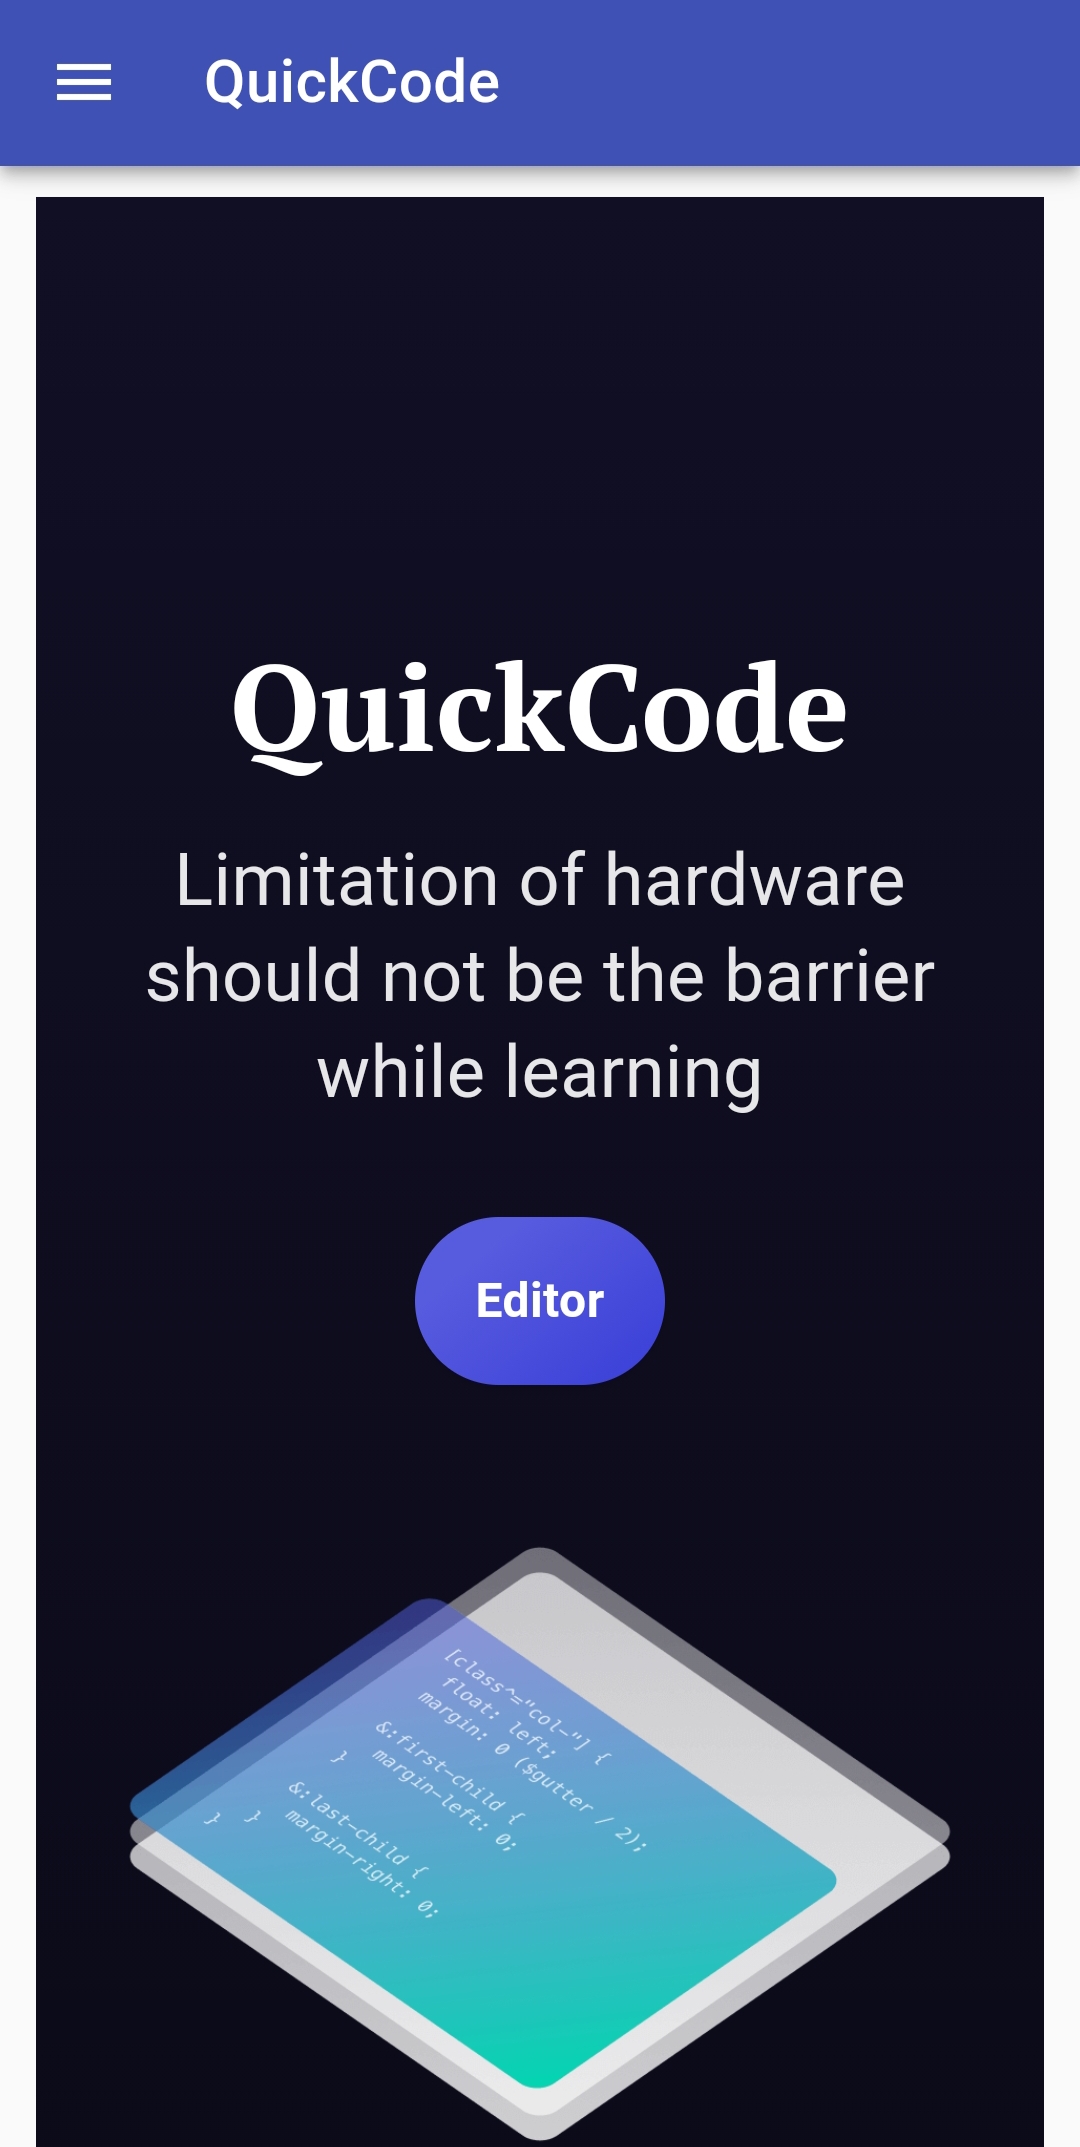 QuickCode
QuickCode
Limitation of hardware
should not be the barrier
while learning
Editor
[class^="col-"] {
float: left;
margin: 0 ($gutter / 2);
&:first-child {
margin-left: 0;
}
&:last-child {
margin-right: 0;
}
}